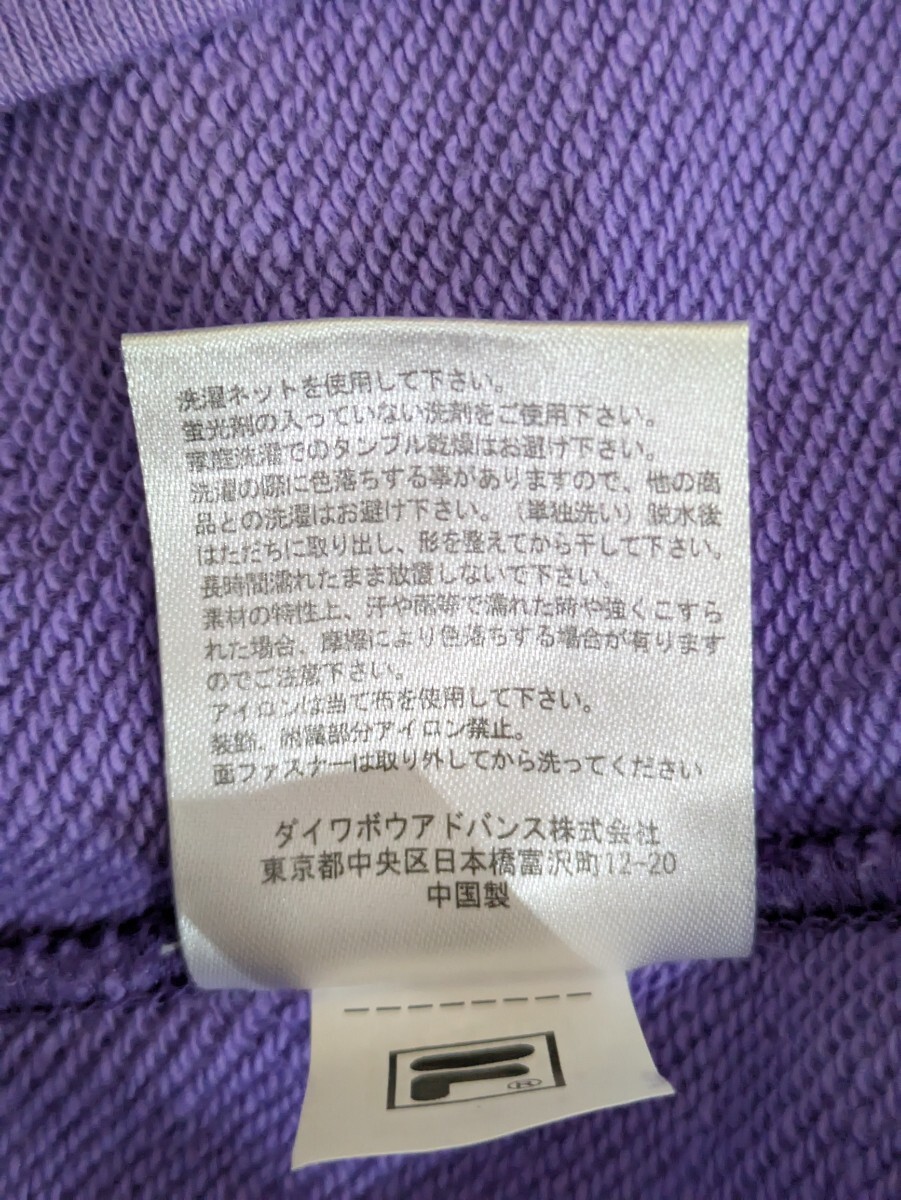 洗濯ネットを使用して下さい。
蛍光剤の入っていない洗剤をご使用下さい。
家庭洗濯でのタンブル乾燥はお避け下さい。
洗濯の際に色落ちする事がありますので、他の商
品との洗濯はお避け下さい。(単独洗い)脱水後
はただちに取り出し、形を整えてから干して下さい。
長時間濡れたまま放置しないで下さい。
素材の特性上、汗や雨等で濡れた時や強くこすら
れた場合、摩擦により色落ちする場合が有ります
のでご注意下さい。
アイロンは当て布を使用して下さい。
装飾、附属部分アイロン禁止。
面ファスナーは取り外してから洗ってください
ダイワボウアドバンス株式会社
東京都中央区日本橋富沢町12-20
中国製
F®